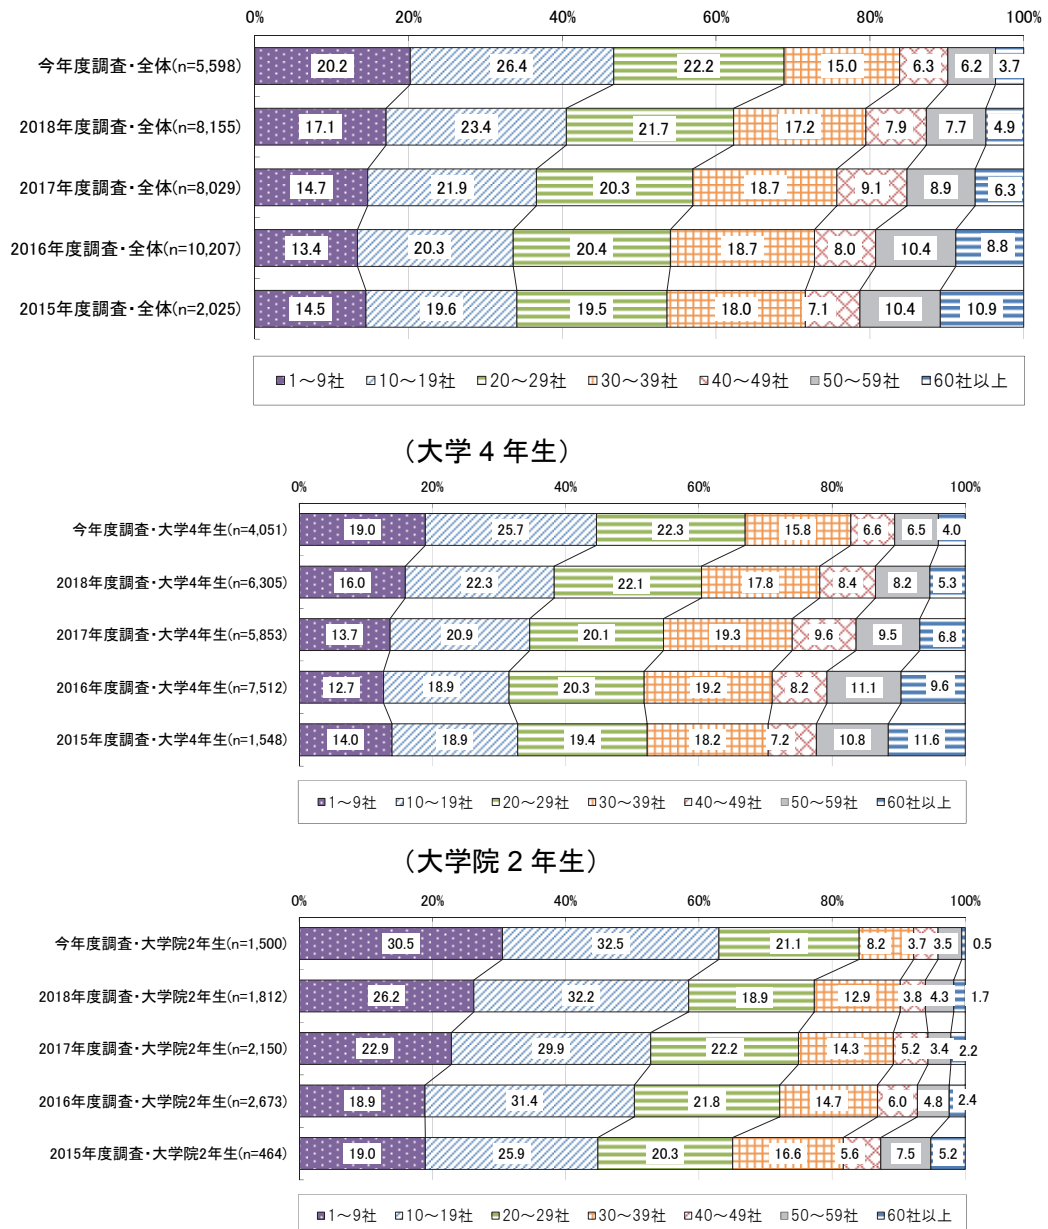 0% 20% 40% 60% 80% 100%
今年度調査・全体(n=5,598) 20.2 26.4 22.2 15.0 6.3 6.2 3.7
2018年度調査・全体(n=8,155) 17.1 23.4 21.7 17.2 7.9 7.7 4.9
2017年度調査・全体(n=8,029) 14.7 21.9 20.3 18.7 9.1 8.9 6.3
2016年度調査・全体(n=10,207) 13.4 20.3 20.4 18.7 8.0 10.4 8.8
2015年度調査・全体(n=2,025) 14.5 19.6 19.5 18.0 7.1 10.4 10.9
1～9社 10～19社 20～29社 30～39社 40～49社 50～59社 60社以上
（大学 4 年生）
0% 20% 40% 60% 80% 100%
今年度調査・大学4年生(n=4,051) 19.0 25.7 22.3 15.8 6.6 6.5 4.0
2018年度調査・大学4年生(n=6,305) 16.0 22.3 22.1 17.8 8.4 8.2 5.3
2017年度調査・大学4年生(n=5,853) 13.7 20.9 20.1 19.3 9.6 9.5 6.8
2016年度調査・大学4年生(n=7,512) 12.7 18.9 20.3 19.2 8.2 11.1 9.6
2015年度調査・大学4年生(n=1,548) 14.0 18.9 19.4 18.2 7.2 10.8 11.6
1～9社 10～19社 20～29社 30～39社 40～49社 50～59社 60社以上
（大学院 2 年生）
0% 20% 40% 60% 80% 100%
今年度調査・大学院2年生(n=1,500) 30.5 32.5 21.1 8.2 3.7 3.5 0.5
2018年度調査・大学院2年生(n=1,812) 26.2 32.2 18.9 12.9 3.8 4.3 1.7
2017年度調査・大学院2年生(n=2,150) 22.9 29.9 22.2 14.3 5.2 3.4 2.2
2016年度調査・大学院2年生(n=2,673) 18.9 31.4 21.8 14.7 6.0 4.8 2.4
2015年度調査・大学院2年生(n=464) 19.0 25.9 20.3 16.6 5.6 7.5 5.2
1～9社 10～19社 20～29社 30～39社 40～49社 50～59社 60社以上